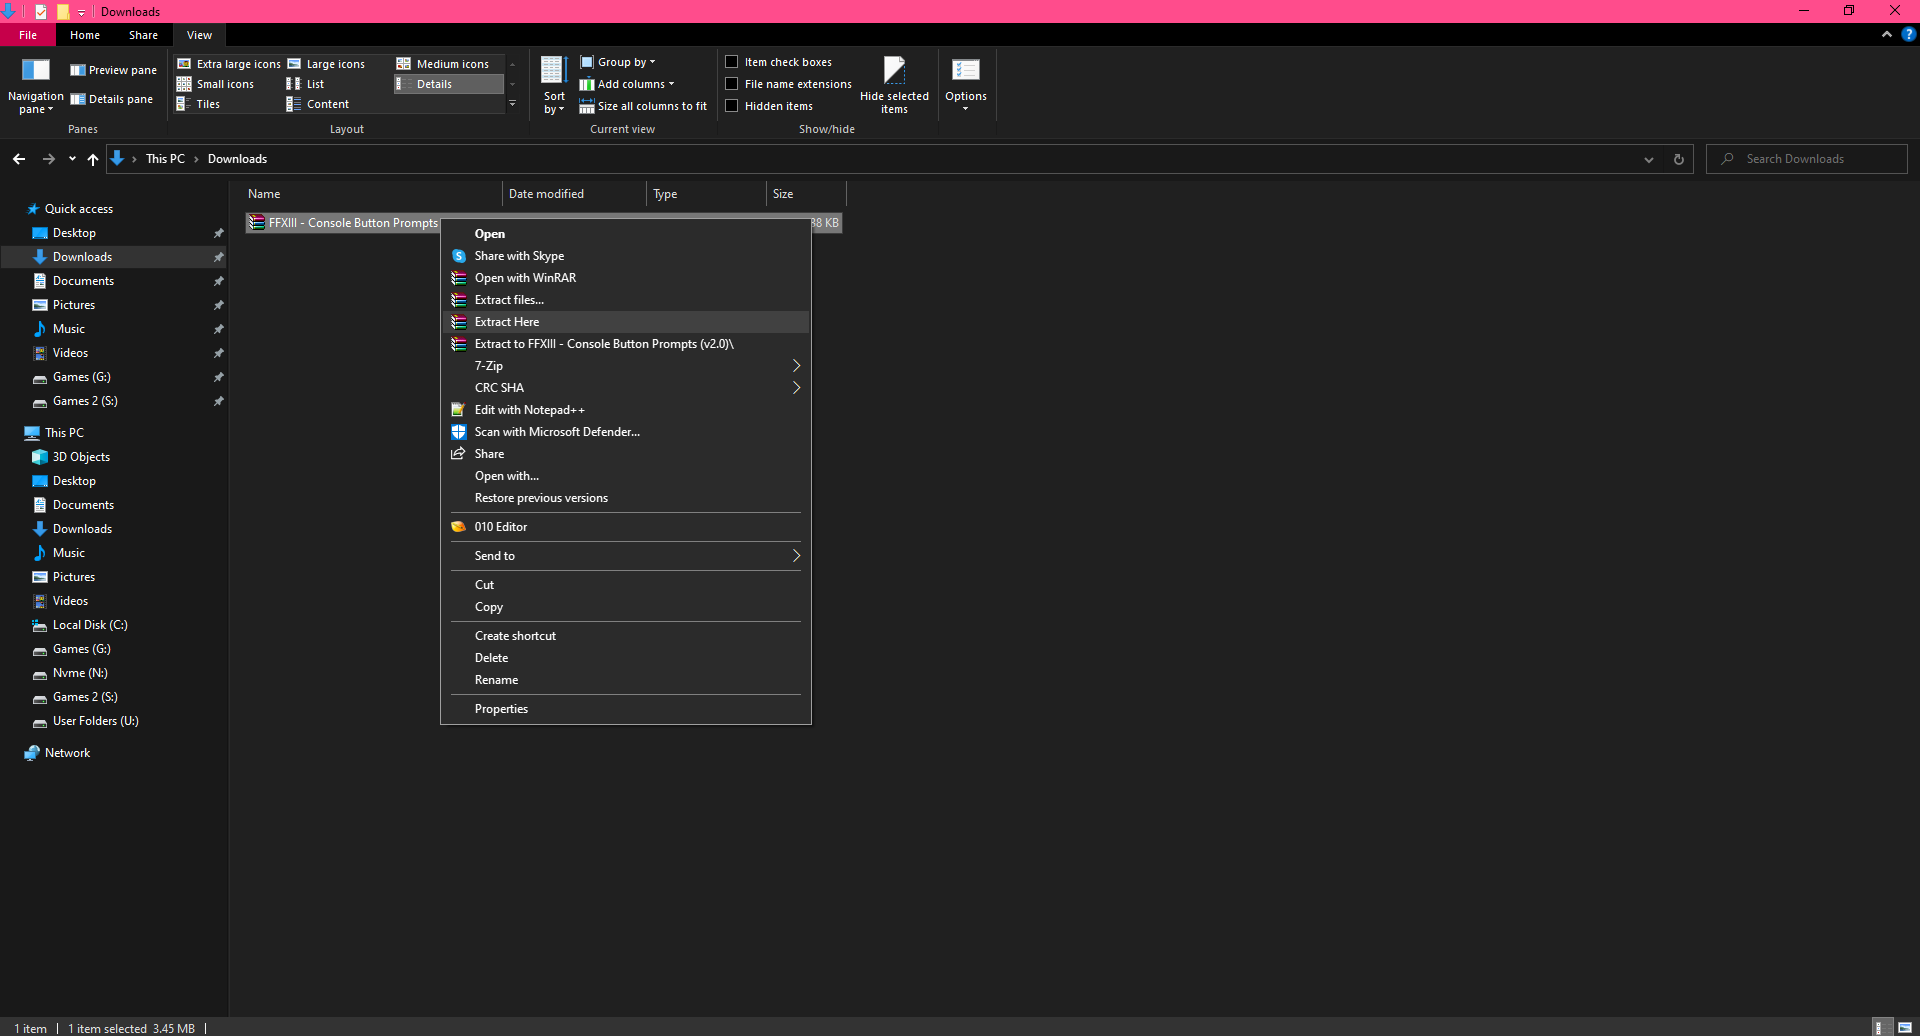 Downloads
File Home Share View
Navigation pane
Preview pane
Details pane
Panes
Extra large icons Large icons Medium icons
Small icons List Details
Tiles Content
Layout
Sort by
Group by
Add columns
Size all columns to fit
Current view
Item check boxes
File name extensions
Hidden items
Hide selected items
Show/hide
Options
This PC Downloads
Search Downloads
Name Date modified Type Size
FFXIII - Console Button Prompts
38 KB
Quick access
Desktop
Downloads
Documents
Pictures
Music
Videos
Games (G:)
Games 2 (S:)
This PC
3D Objects
Desktop
Documents
Downloads
Music
Pictures
Videos
Local Disk (C:)
Games (G:)
Nvme (N:)
Games 2 (S:)
User Folders (U:)
Network
Open
Share with Skype
Open with WinRAR
Extract files...
Extract Here
Extract to FFXIII - Console Button Prompts (v2.0)\
7-Zip
CRC SHA
Edit with Notepad++
Scan with Microsoft Defender...
Share
Open with...
Restore previous versions
010 Editor
Send to
Cut
Copy
Create shortcut
Delete
Rename
Properties
1 item 1 item selected 3.45 MB